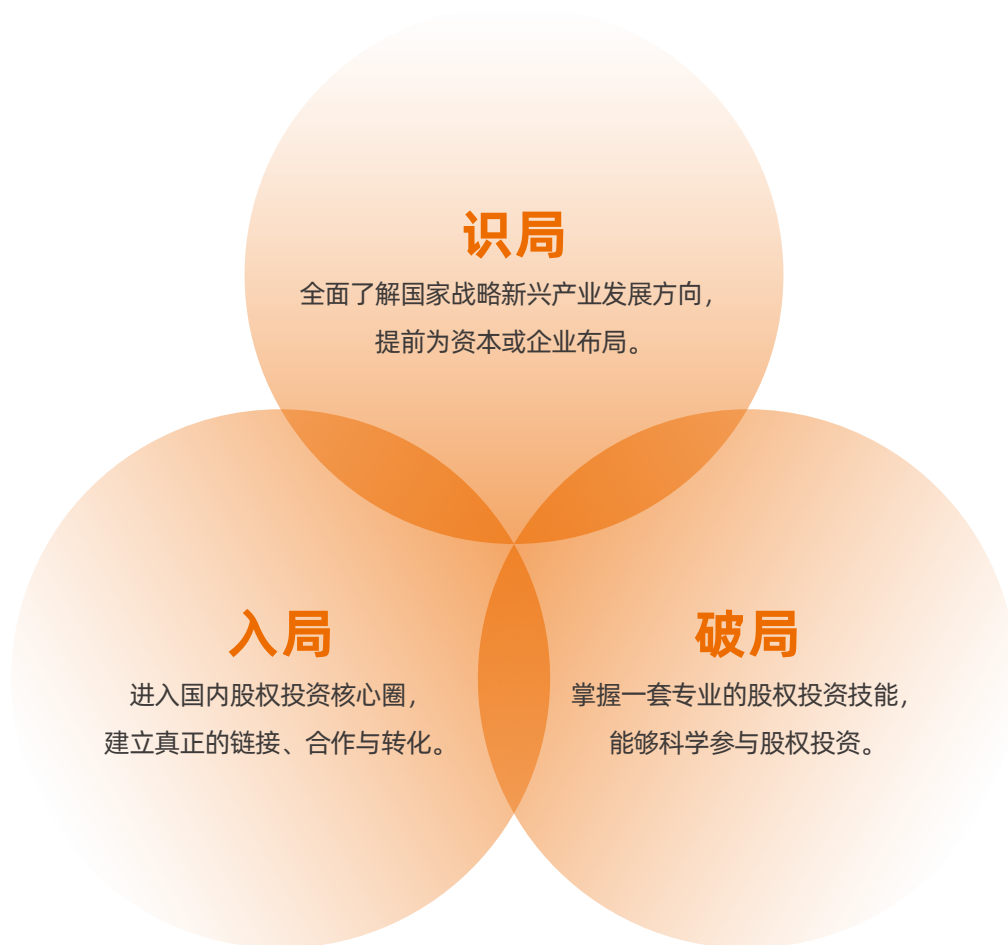 识局
全面了解国家战略新兴产业发展方向，
提前为资本或企业布局。
入局
进入国内股权投资核心圈，
建立真正的链接、合作与转化。
破局
掌握一套专业的股权投资技能，
能够科学参与股权投资。